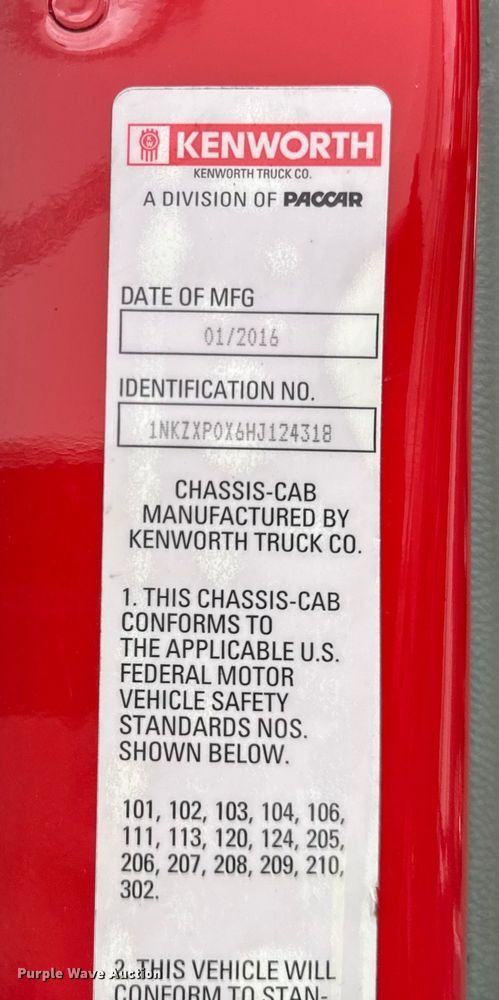 KENWORTH
KENWORTH TRUCK CO.
A DIVISION OF PACCAR
DATE OF MFG
01/2016
IDENTIFICATION NO.
1NKZXP0X6HJ124318
CHASSIS-CAB
MANUFACTURED BY
KENWORTH TRUCK CO.
1. THIS CHASSIS-CAB
CONFORMS TO
THE APPLICABLE U.S.
FEDERAL MOTOR
VEHICLE SAFETY
STANDARDS NOS.
SHOWN BELOW.
101, 102, 103, 104, 106,
111, 113, 120, 124, 205,
206, 207, 208, 209, 210,
302.
2. THIS VEHICLE WILL
CONFORM TO STAN-
Purple Wave Auction